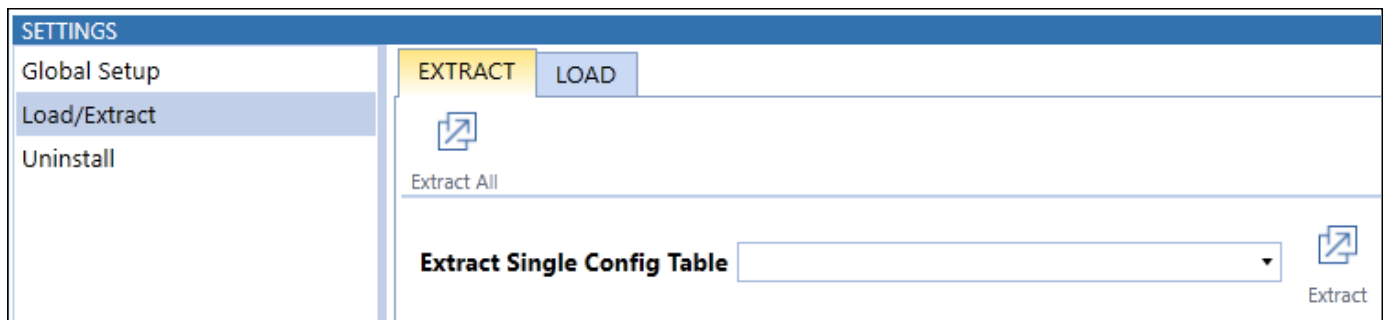 SETTINGS
Global Setup
Load/Extract
Uninstall
EXTRACT
LOAD
Extract All
Extract Single Config Table
Extract